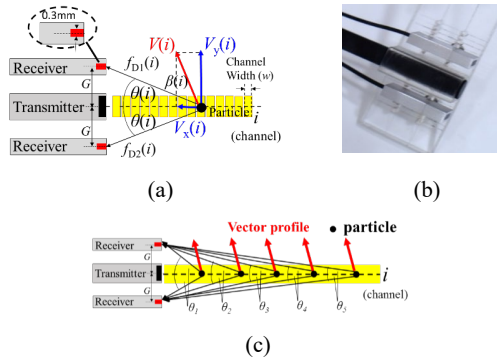 0.3mm
Receiver
Transmitter
Receiver
G
G
f_D1(i)
f_D2(i)
V(i)
V_y(i)
β(i)
θ(i)
θ(i)
V_x(i)
Particle
Channel
Width (w)
i
(channel)
(a)
(b)
Vector profile
particle
Receiver
Transmitter
Receiver
G
G
θ_1
θ_2
θ_3
θ_4
θ_5
i
(channel)
(c)